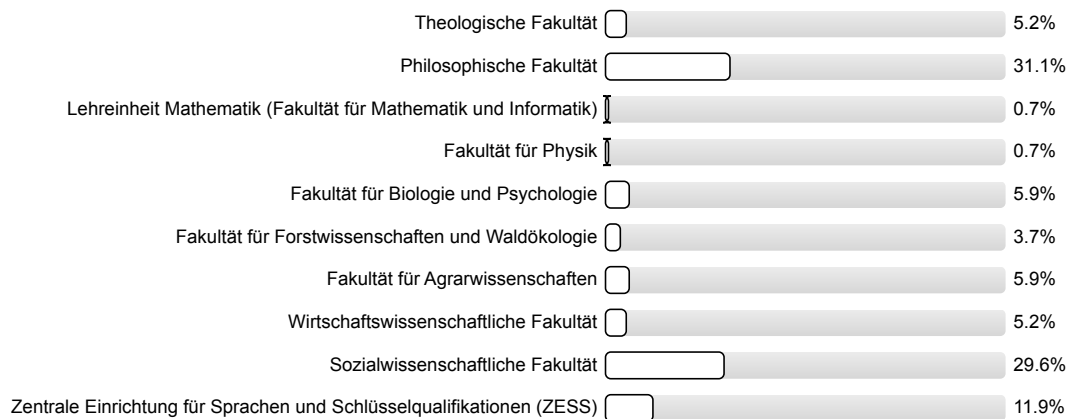 Theologische Fakultät 5.2%
Philosophische Fakultät 31.1%
Lehreinheit Mathematik (Fakultät für Mathematik und Informatik) 0.7%
Fakultät für Physik 0.7%
Fakultät für Biologie und Psychologie 5.9%
Fakultät für Forstwissenschaften und Waldökologie 3.7%
Fakultät für Agrarwissenschaften 5.9%
Wirtschaftswissenschaftliche Fakultät 5.2%
Sozialwissenschaftliche Fakultät 29.6%
Zentrale Einrichtung für Sprachen und Schlüsselqualifikationen (ZESS) 11.9%